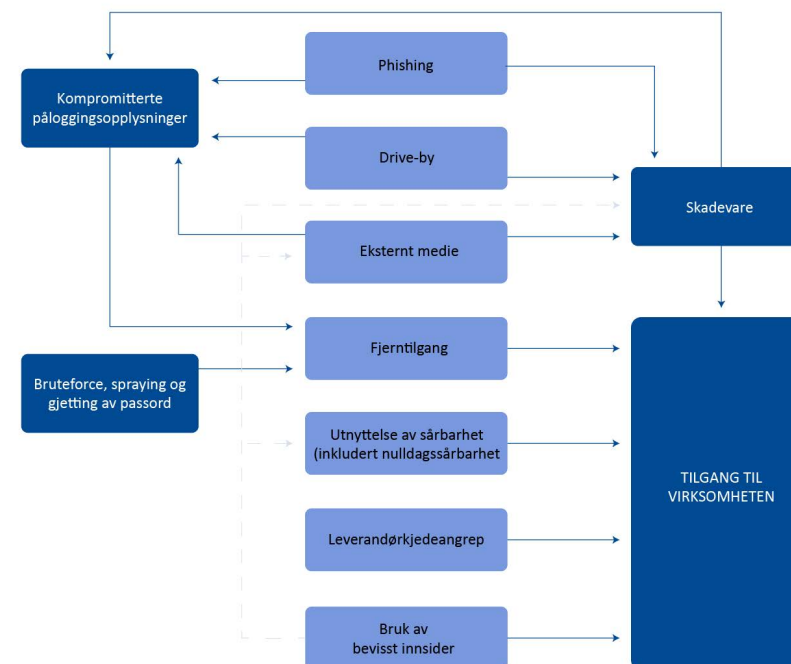 Phishing
Kompromitterte
påloggingsopplysninger
Drive-by
Skadevare
Eksternt medie
Fjerntilgang
Bruteforce, spraying og
gjetting av passord
Utnyttelse av sårbarhet
(inkludert nulldagssårbarhet
TILGANG TIL
VIRKSOMHETEN
Leverandørkjedeangrep
Bruk av
bevisst innsider